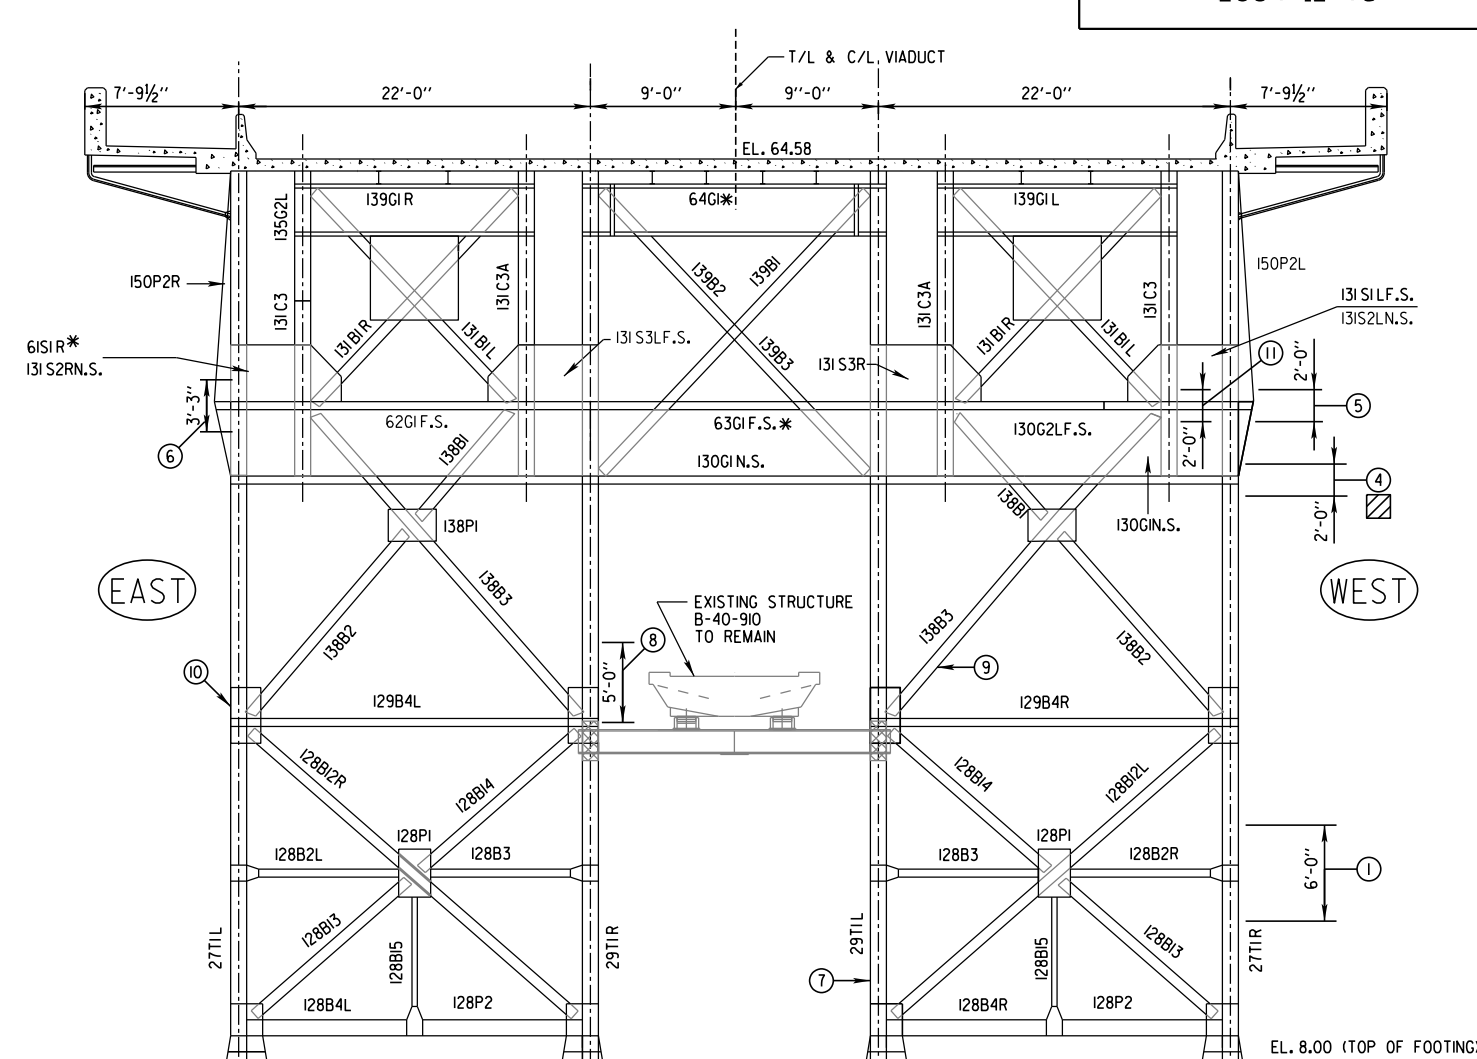 T/L & C/L VIADUCT
7'-9½''
22'-0''
9'-0''
9''-0''
22'-0''
7'-9½''
EL. 64.58
135G2L
139G1R
64G1*
139G1L
150P2R
131C3
131C3A
139B2
139B1
131C3A
131C3
150P2L
131B1R
131B1L
139B3
131B1R
131B1L
131S1LF.S.
131S2LN.S.
61S1R*
131S2RN.S.
131S3LF.S.
131S3R
11
2'-0''
3'-3''
6
62G1F.S.
138B1
63G1F.S.*
130G2LF.S.
2'-0''
5
130G1N.S.
138B1
130G1N.S.
4
2'-0''
138P1
EAST
WEST
138B3
138B2
EXISTING STRUCTURE
B-40-910
TO REMAIN
8
5'-0''
138B3
138B2
9
10
129B4L
129B4R
128B12R
128B14
128B14
128B12L
128P1
128P1
128B2L
128B3
128B3
128B2R
6'-0''
1
27T1L
128B13
128B15
29T1R
29T1L
128B15
128B13
27T1R
7
128B4L
128P2
128B4R
128P2
EL. 8.00 (TOP OF FOOTING